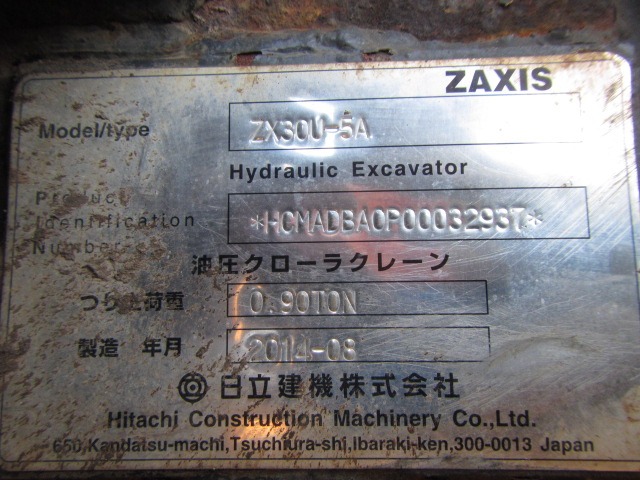 ZAXIS
Model/type ZX30U-5A
Hydraulic Excavator
Product
Identification
Number
*HCMADBA0P00032937*
油圧クローラクレーン
つり上荷重 0.90TON
製造 年月 2014-08
日立建機株式会社
Hitachi Construction Machinery Co.,Ltd.
650,Kandatsu-machi,Tsuchiura-shi,Ibaraki-ken,300-0013 Japan